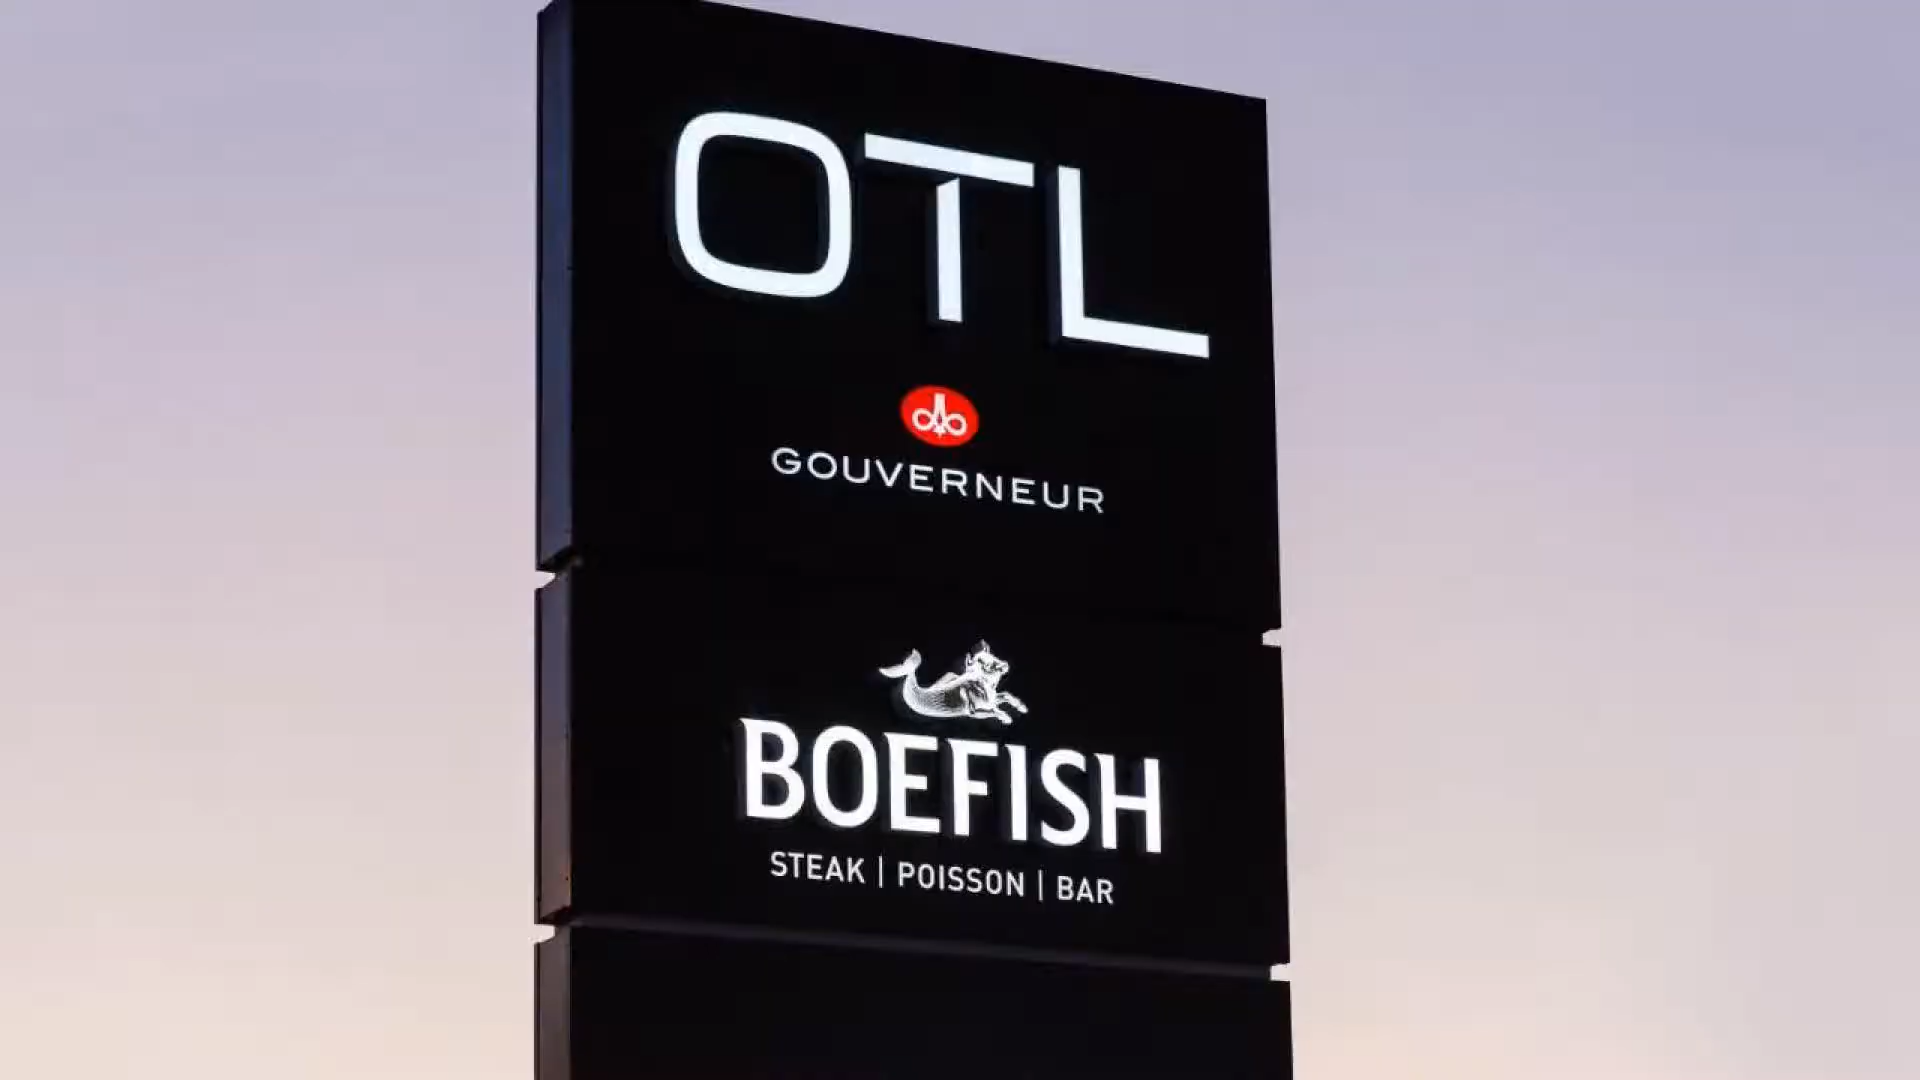 OTL
GOUVERNEUR
BOEFISH
STEAK | POISSON | BAR